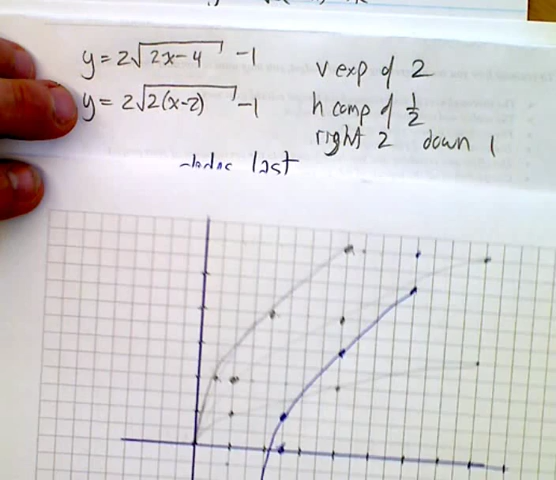 y = 2√2x-4 -1
y = 2√2(x-2) -1
v exp of 2
h comp of 1/2
right 2 down 1
last